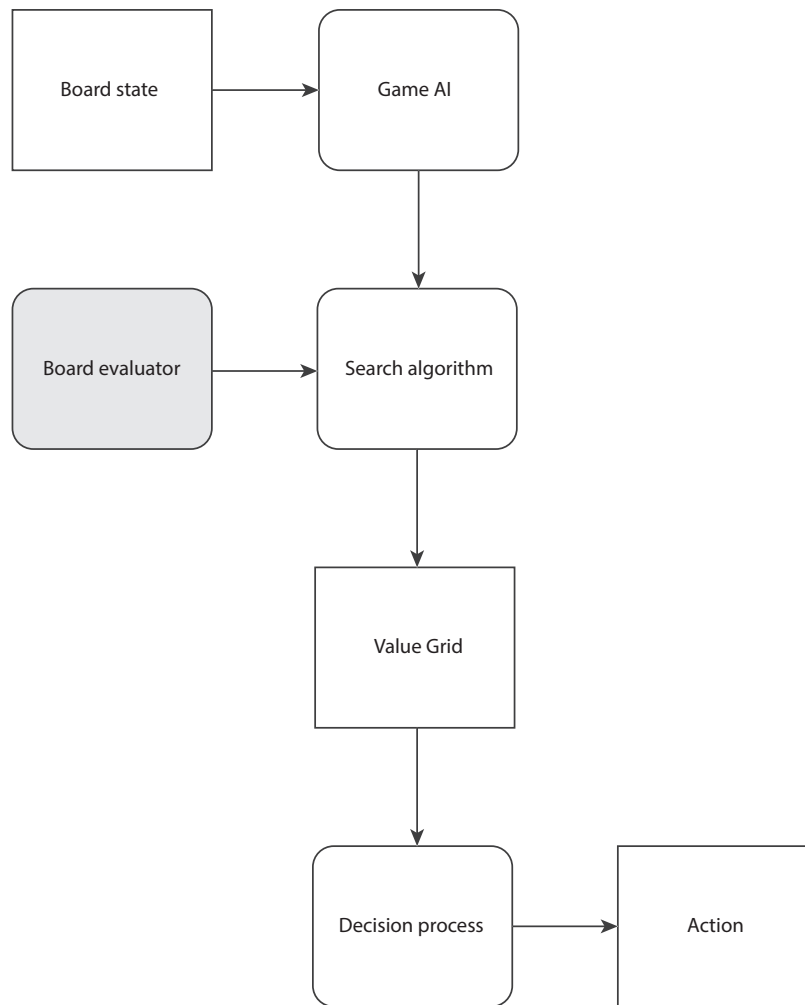 Board state
Game AI
Board evaluator
Search algorithm
Value Grid
Decision process
Action